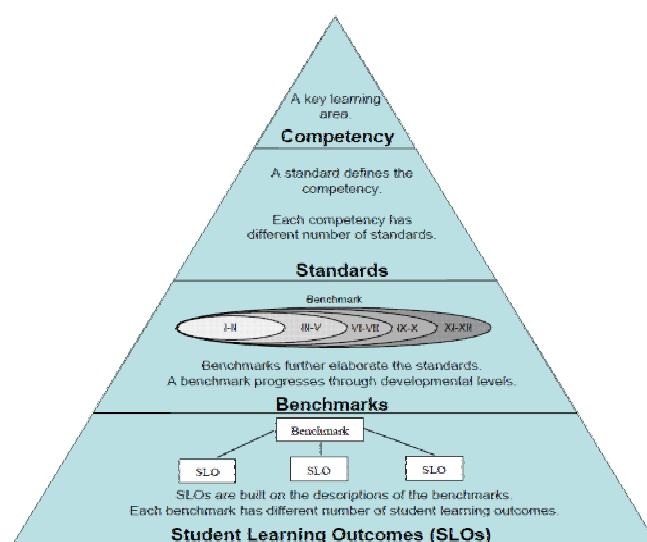 A key learning
area.
Competency
A standard defines the
competency.
Each competency has
different number of standards.
Standards
Benchmark
I-II III-V VI-VIII IX-X XI-XII
Benchmarks further elaborate the standards.
A benchmark progresses through developmental levels.
Benchmarks
Benchmark
SLO SLO SLO
SLOs are built on the descriptions of the benchmarks.
Each benchmark has different number of student learning outcomes.
Student Learning Outcomes (SLOs)